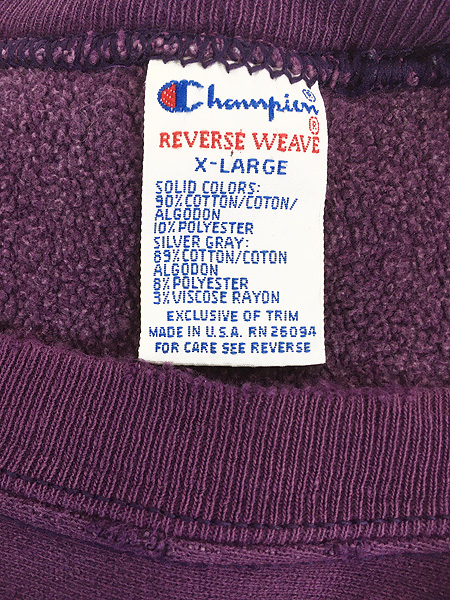 Champion®
REVERSE WEAVE®
X-LARGE
SOLID COLORS:
90%COTTON/COTON/
ALGODON
10%POLYESTER
SILVER GRAY:
89%COTTON/COTON
ALGODON
8%POLYESTER
3%VISCOSE RAYON
EXCLUSIVE OF TRIM
MADE IN U.S.A. RN 26094
FOR CARE SEE REVERSE